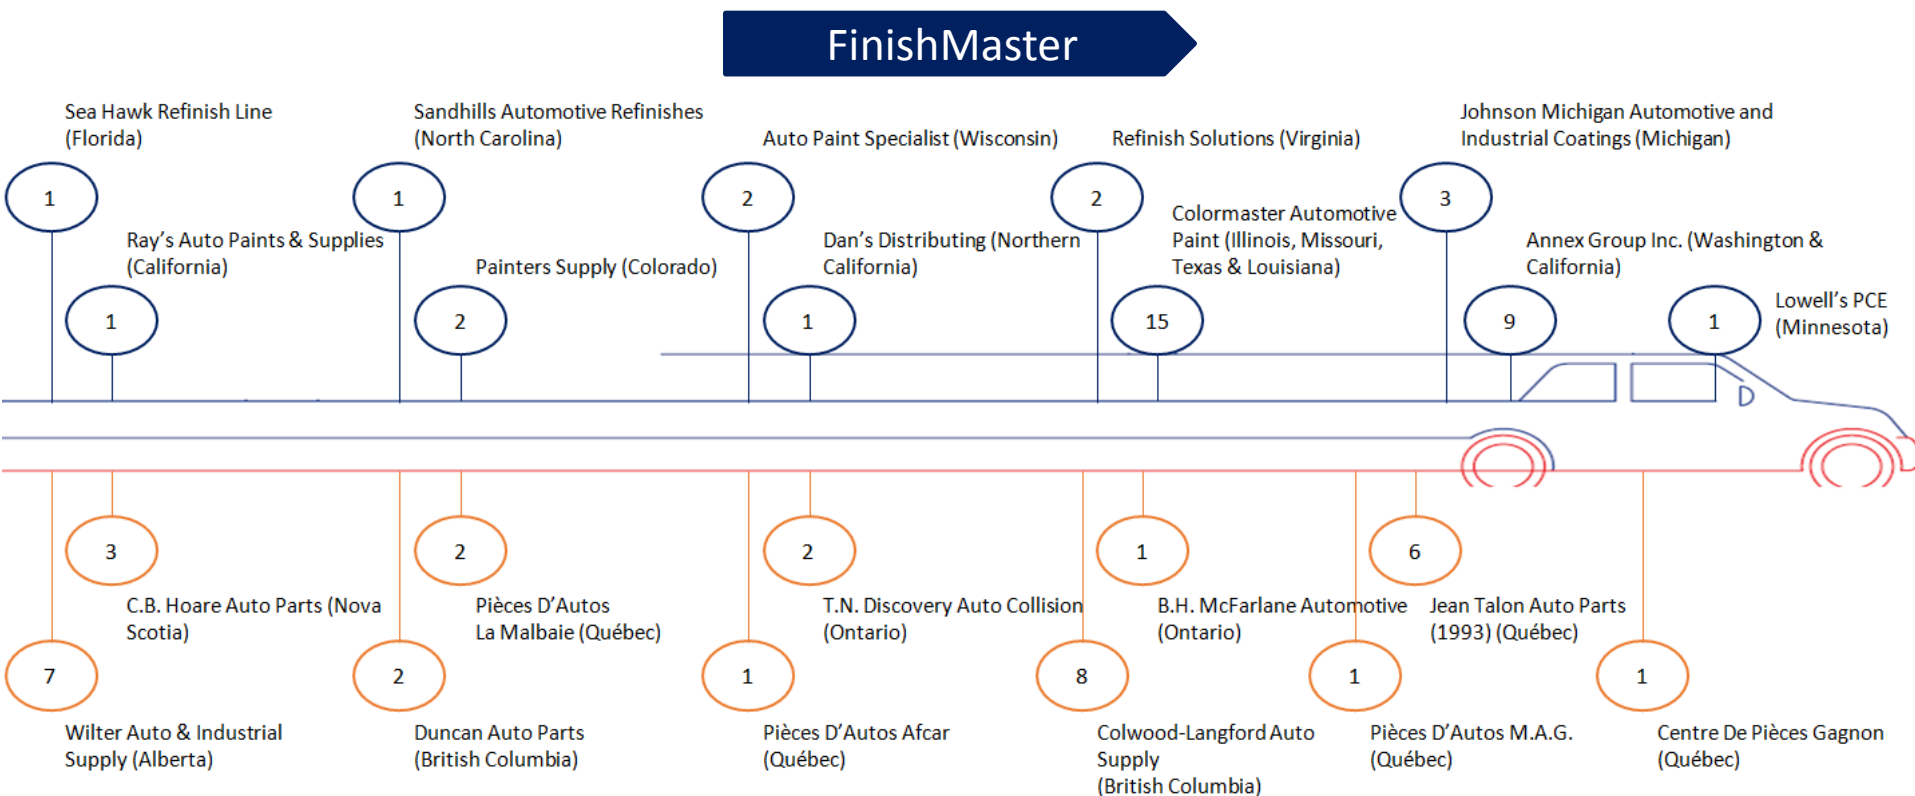 FinishMaster
Sea Hawk Refinish Line
(Florida)
1
Sandhills Automotive Refinishes
(North Carolina)
1
Auto Paint Specialist (Wisconsin)
2
Refinish Solutions (Virginia)
2
Johnson Michigan Automotive and
Industrial Coatings (Michigan)
3
Ray’s Auto Paints & Supplies
(California)
1
Painters Supply (Colorado)
2
Dan’s Distributing (Northern
California)
1
Colormaster Automotive
Paint (Illinois, Missouri,
Texas & Louisiana)
15
Annex Group Inc. (Washington &
California)
9
Lowell’s PCE
(Minnesota)
1
3
C.B. Hoare Auto Parts (Nova
Scotia)
2
Pièces D’Autos
La Malbaie (Québec)
2
T.N. Discovery Auto Collision
(Ontario)
1
B.H. McFarlane Automotive
(Ontario)
6
Jean Talon Auto Parts
(1993) (Québec)
7
Wilter Auto & Industrial
Supply (Alberta)
2
Duncan Auto Parts
(British Columbia)
1
Pièces D’Autos Afcar
(Québec)
8
Colwood-Langford Auto
Supply
(British Columbia)
1
Pièces D’Autos M.A.G.
(Québec)
1
Centre De Pièces Gagnon
(Québec)